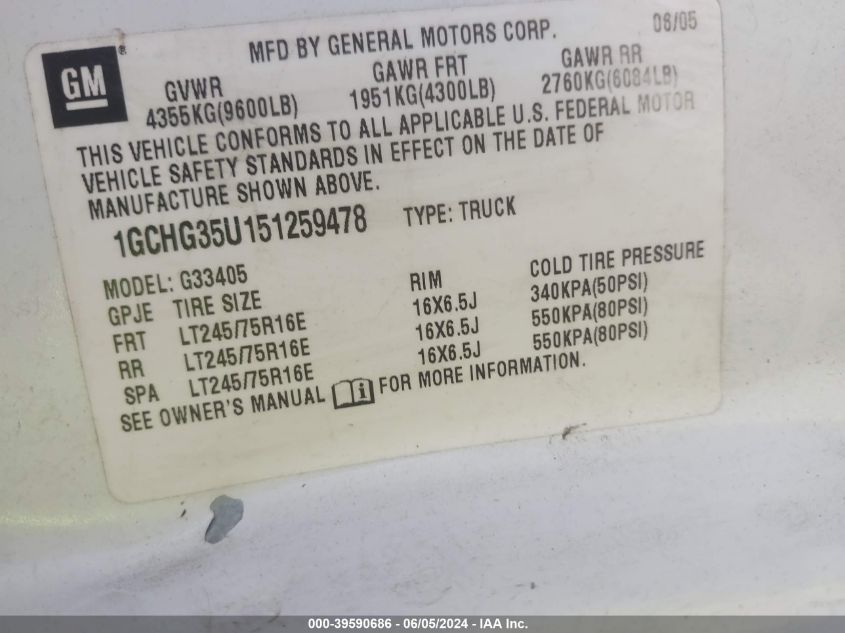 GM ®
MFD BY GENERAL MOTORS CORP. 06/05
GVWR GAWR FRT GAWR RR
4355KG(9600LB) 1951KG(4300LB) 2760KG(6084LB)
THIS VEHICLE CONFORMS TO ALL APPLICABLE U.S. FEDERAL MOTOR
VEHICLE SAFETY STANDARDS IN EFFECT ON THE DATE OF
MANUFACTURE SHOWN ABOVE.
1GCHG35U151259478 TYPE: TRUCK
MODEL: G33405
GPJE TIRE SIZE RIM COLD TIRE PRESSURE
FRT LT245/75R16E 16X6.5J 340KPA(50PSI)
RR LT245/75R16E 16X6.5J 550KPA(80PSI)
SPA LT245/75R16E 16X6.5J 550KPA(80PSI)
SEE OWNER'S MANUAL i FOR MORE INFORMATION.
000-39590686 - 06/05/2024 - IAA Inc.